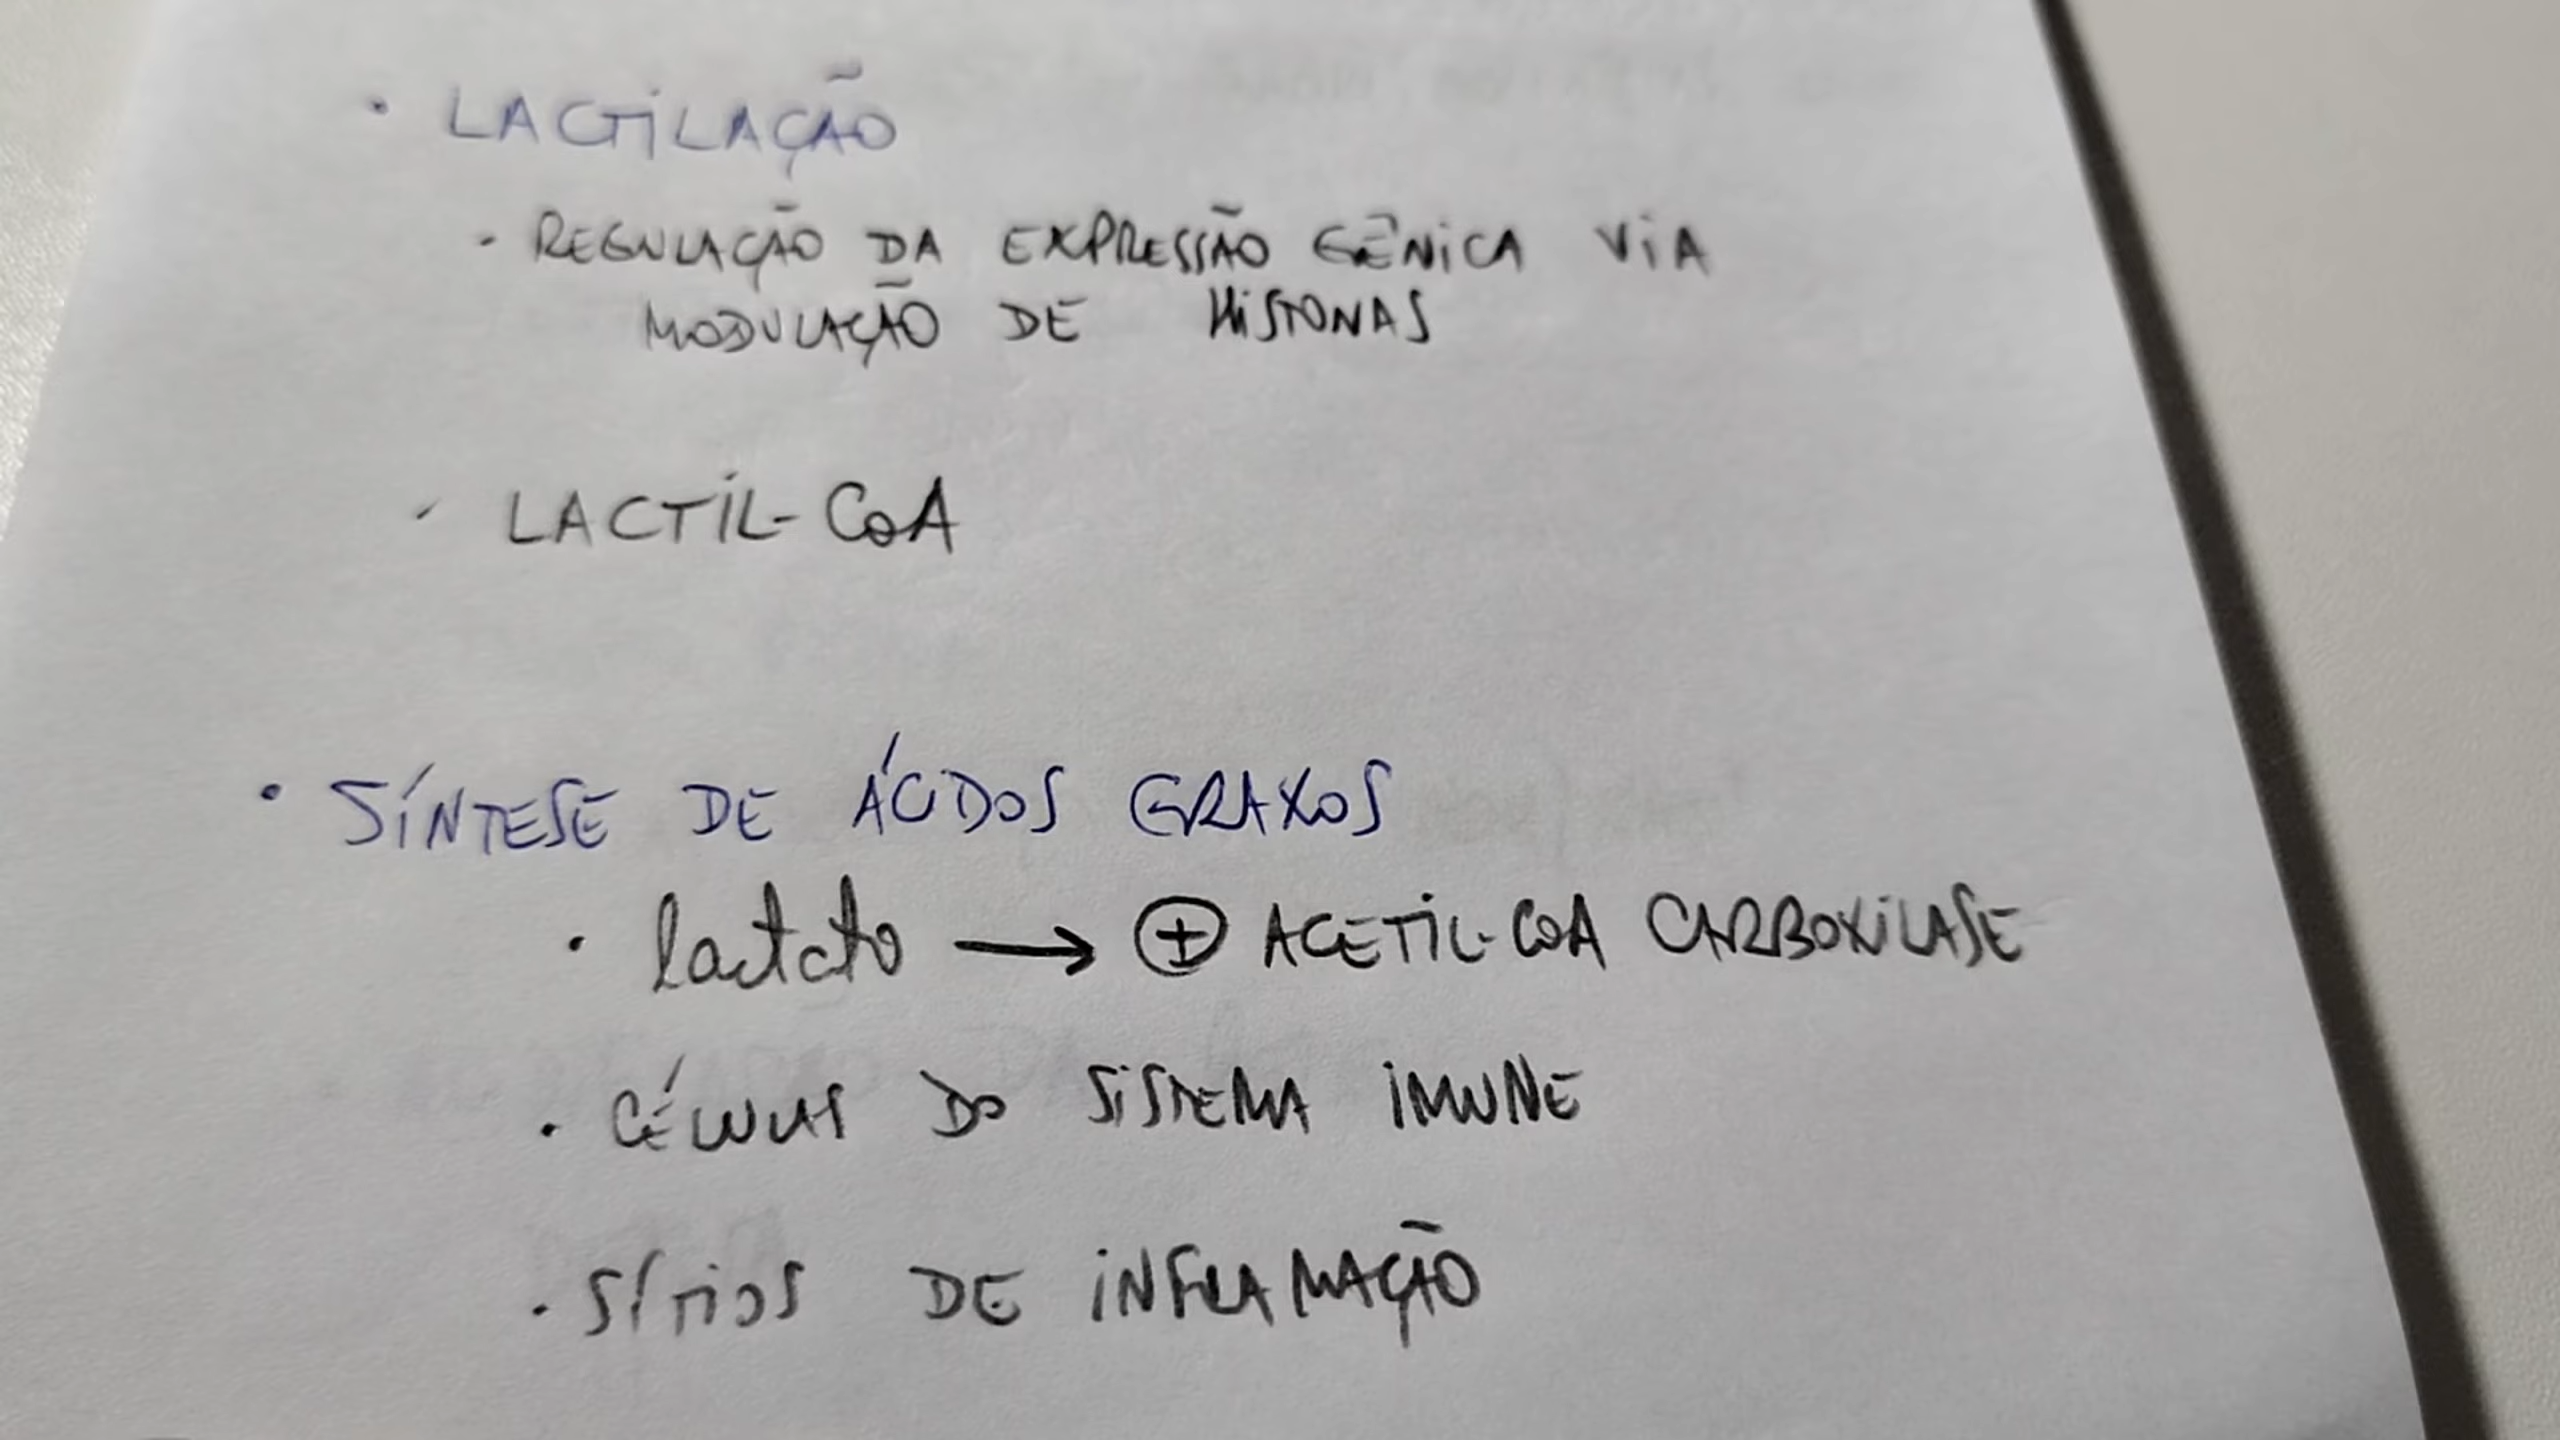 • LACTILAÇÃO
- REGULAÇÃO DA EXPRESSÃO GÊNICA VIA
MODULAÇÃO DE HISTONAS
- LACTIL-CoA
• SÍNTESE DE ÁCIDOS GRAXOS
• lactato → ⊕ ACETIL-CoA CARBOXILASE
• CÉLULAS DO SISTEMA IMUNE
• SÍTIOS DE INFLAMAÇÃO